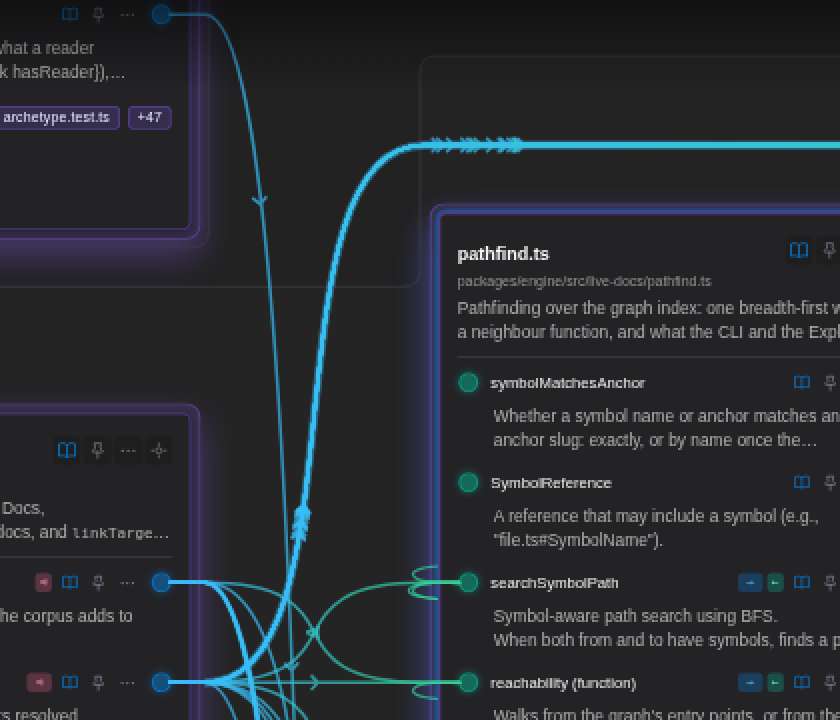 what a reader
k hasReader}),...
archetype.test.ts +47
Docs,
docs, and linkTarge...
he corpus adds to
rs resolved
pathfind.ts
packages/engine/src/live-docs/pathfind.ts
Pathfinding over the graph index: one breadth-first w
a neighbour function, and what the CLI and the Expl
symbolMatchesAnchor
Whether a symbol name or anchor matches an
anchor slug: exactly, or by name once the...
SymbolReference
A reference that may include a symbol (e.g.,
"file.ts#SymbolName").
searchSymbolPath
Symbol-aware path search using BFS.
When both from and to have symbols, finds a p
reachability (function)
Walks from the graph's entry points, or from the